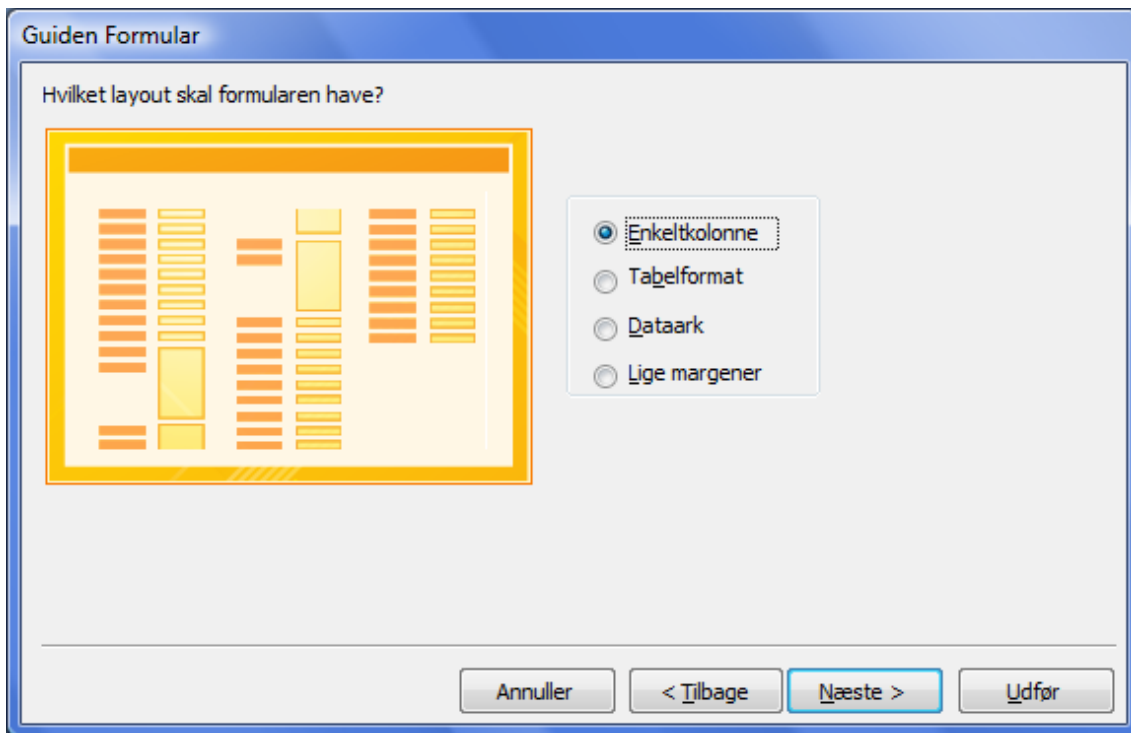 Guiden Formular
Hvilket layout skal formularen have?
Enkeltkolonne
Tabelformat
Dataark
Lige margener
Annuller
< Tilbage
Næste >
Udfør